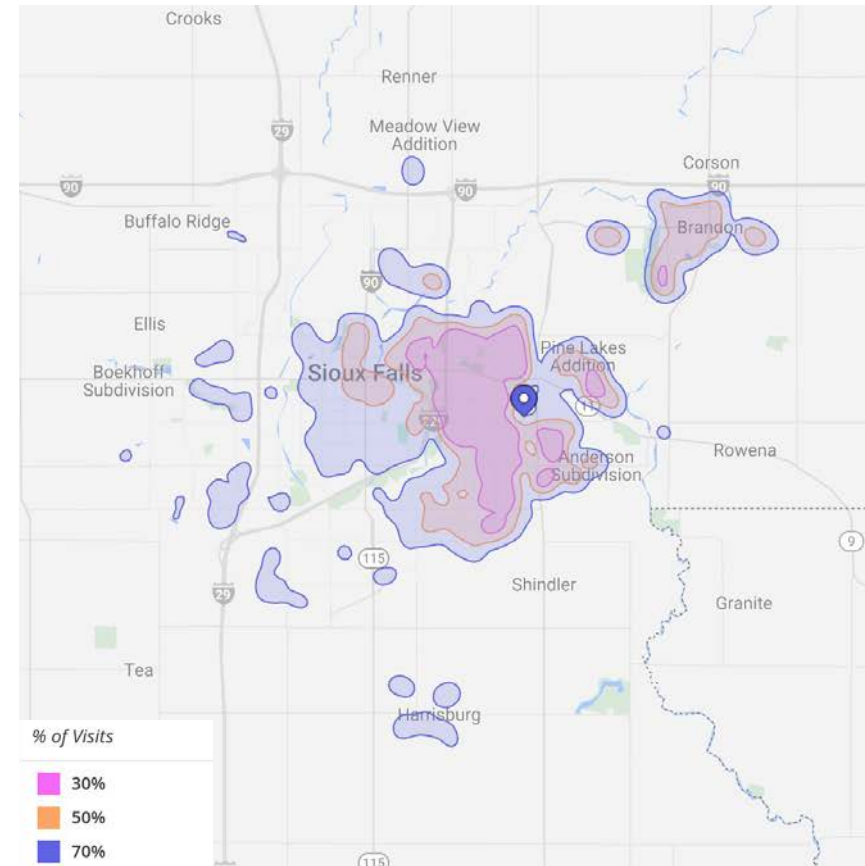 Crooks
Renner
29
Meadow View
Addition
90
90
Corson
90
Buffalo Ridge
Brandon
90
Ellis
Pine Lakes
Addition
Boekhoff
Subdivision
Sioux Falls
11
229
Anderson
Subdivision
Rowena
9
115
29
Shindler
Granite
Tea
Harrisburg
% of Visits
30%
50%
70%
115